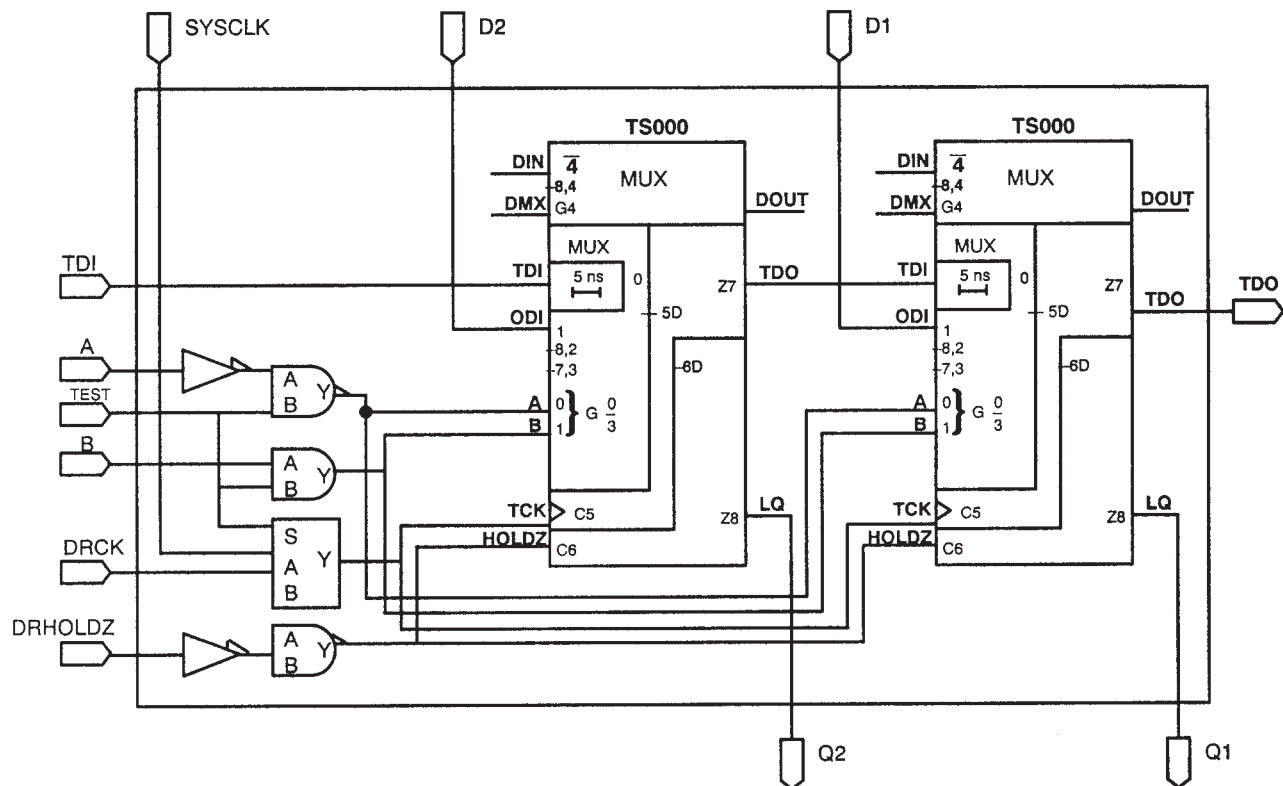 SYSCLK
D2
D1
TS000
TS000
DIN
4
MUX
8,4
DMX
G4
DOUT
MUX
TDI
5 ns
0
Z7
TDO
ODI
1
5D
8,2
7,3
6D
A
0
B
1
} G 0
3
TCK
C5
HOLDZ
C6
Z8
LQ
DIN
4
MUX
8,4
DMX
G4
DOUT
MUX
TDI
5 ns
0
Z7
TDO
TDO
ODI
1
5D
8,2
7,3
6D
A
0
B
1
} G 0
3
TCK
C5
HOLDZ
C6
Z8
LQ
TDI
A
TEST
B
DRCK
DRHOLDZ
A
B
Y
A
B
Y
S
A
B
Y
A
B
Y
Q2
Q1